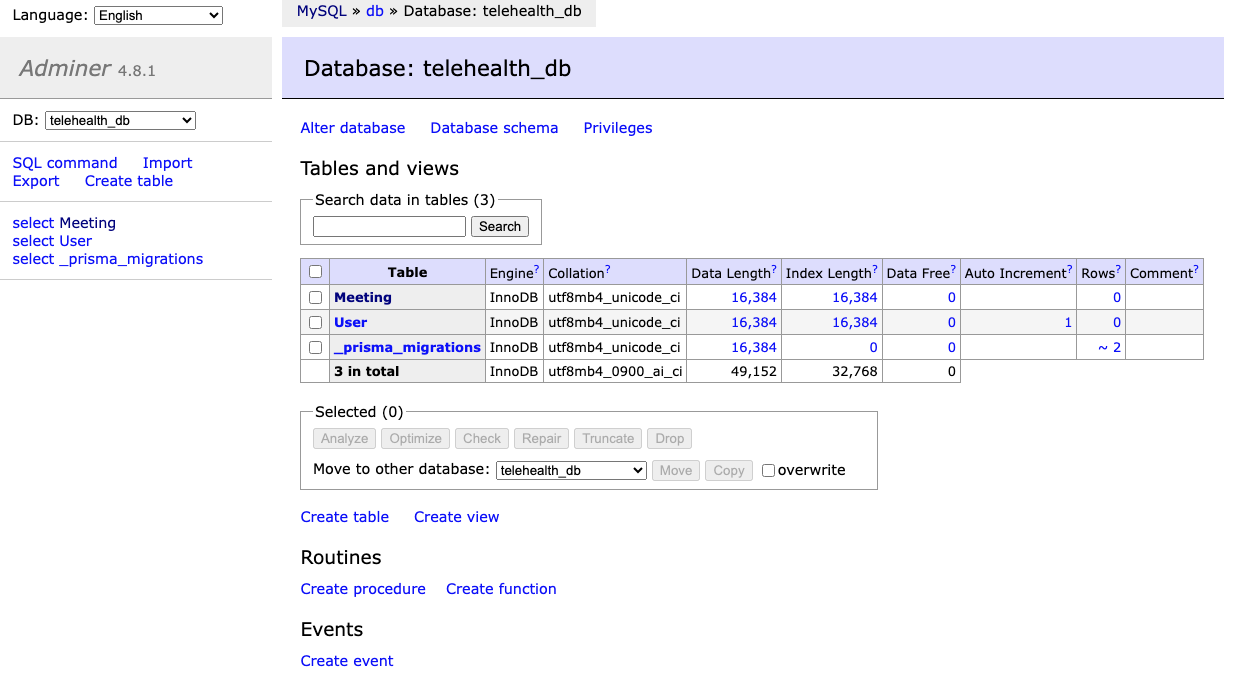 Language: English
MySQL » db » Database: telehealth_db
Adminer 4.8.1
Database: telehealth_db
DB: telehealth_db
SQL command Import
Export Create table
select Meeting
select User
select _prisma_migrations
Alter database Database schema Privileges
Tables and views
Search data in tables (3)
Search
Table Engine? Collation? Data Length? Index Length? Data Free? Auto Increment? Rows? Comment?
Meeting InnoDB utf8mb4_unicode_ci 16,384 16,384 0 0
User InnoDB utf8mb4_unicode_ci 16,384 16,384 0 1 0
_prisma_migrations InnoDB utf8mb4_unicode_ci 16,384 0 0 ~ 2
3 in total InnoDB utf8mb4_0900_ai_ci 49,152 32,768 0
Selected (0)
Analyze Optimize Check Repair Truncate Drop
Move to other database: telehealth_db Move Copy overwrite
Create table Create view
Routines
Create procedure Create function
Events
Create event